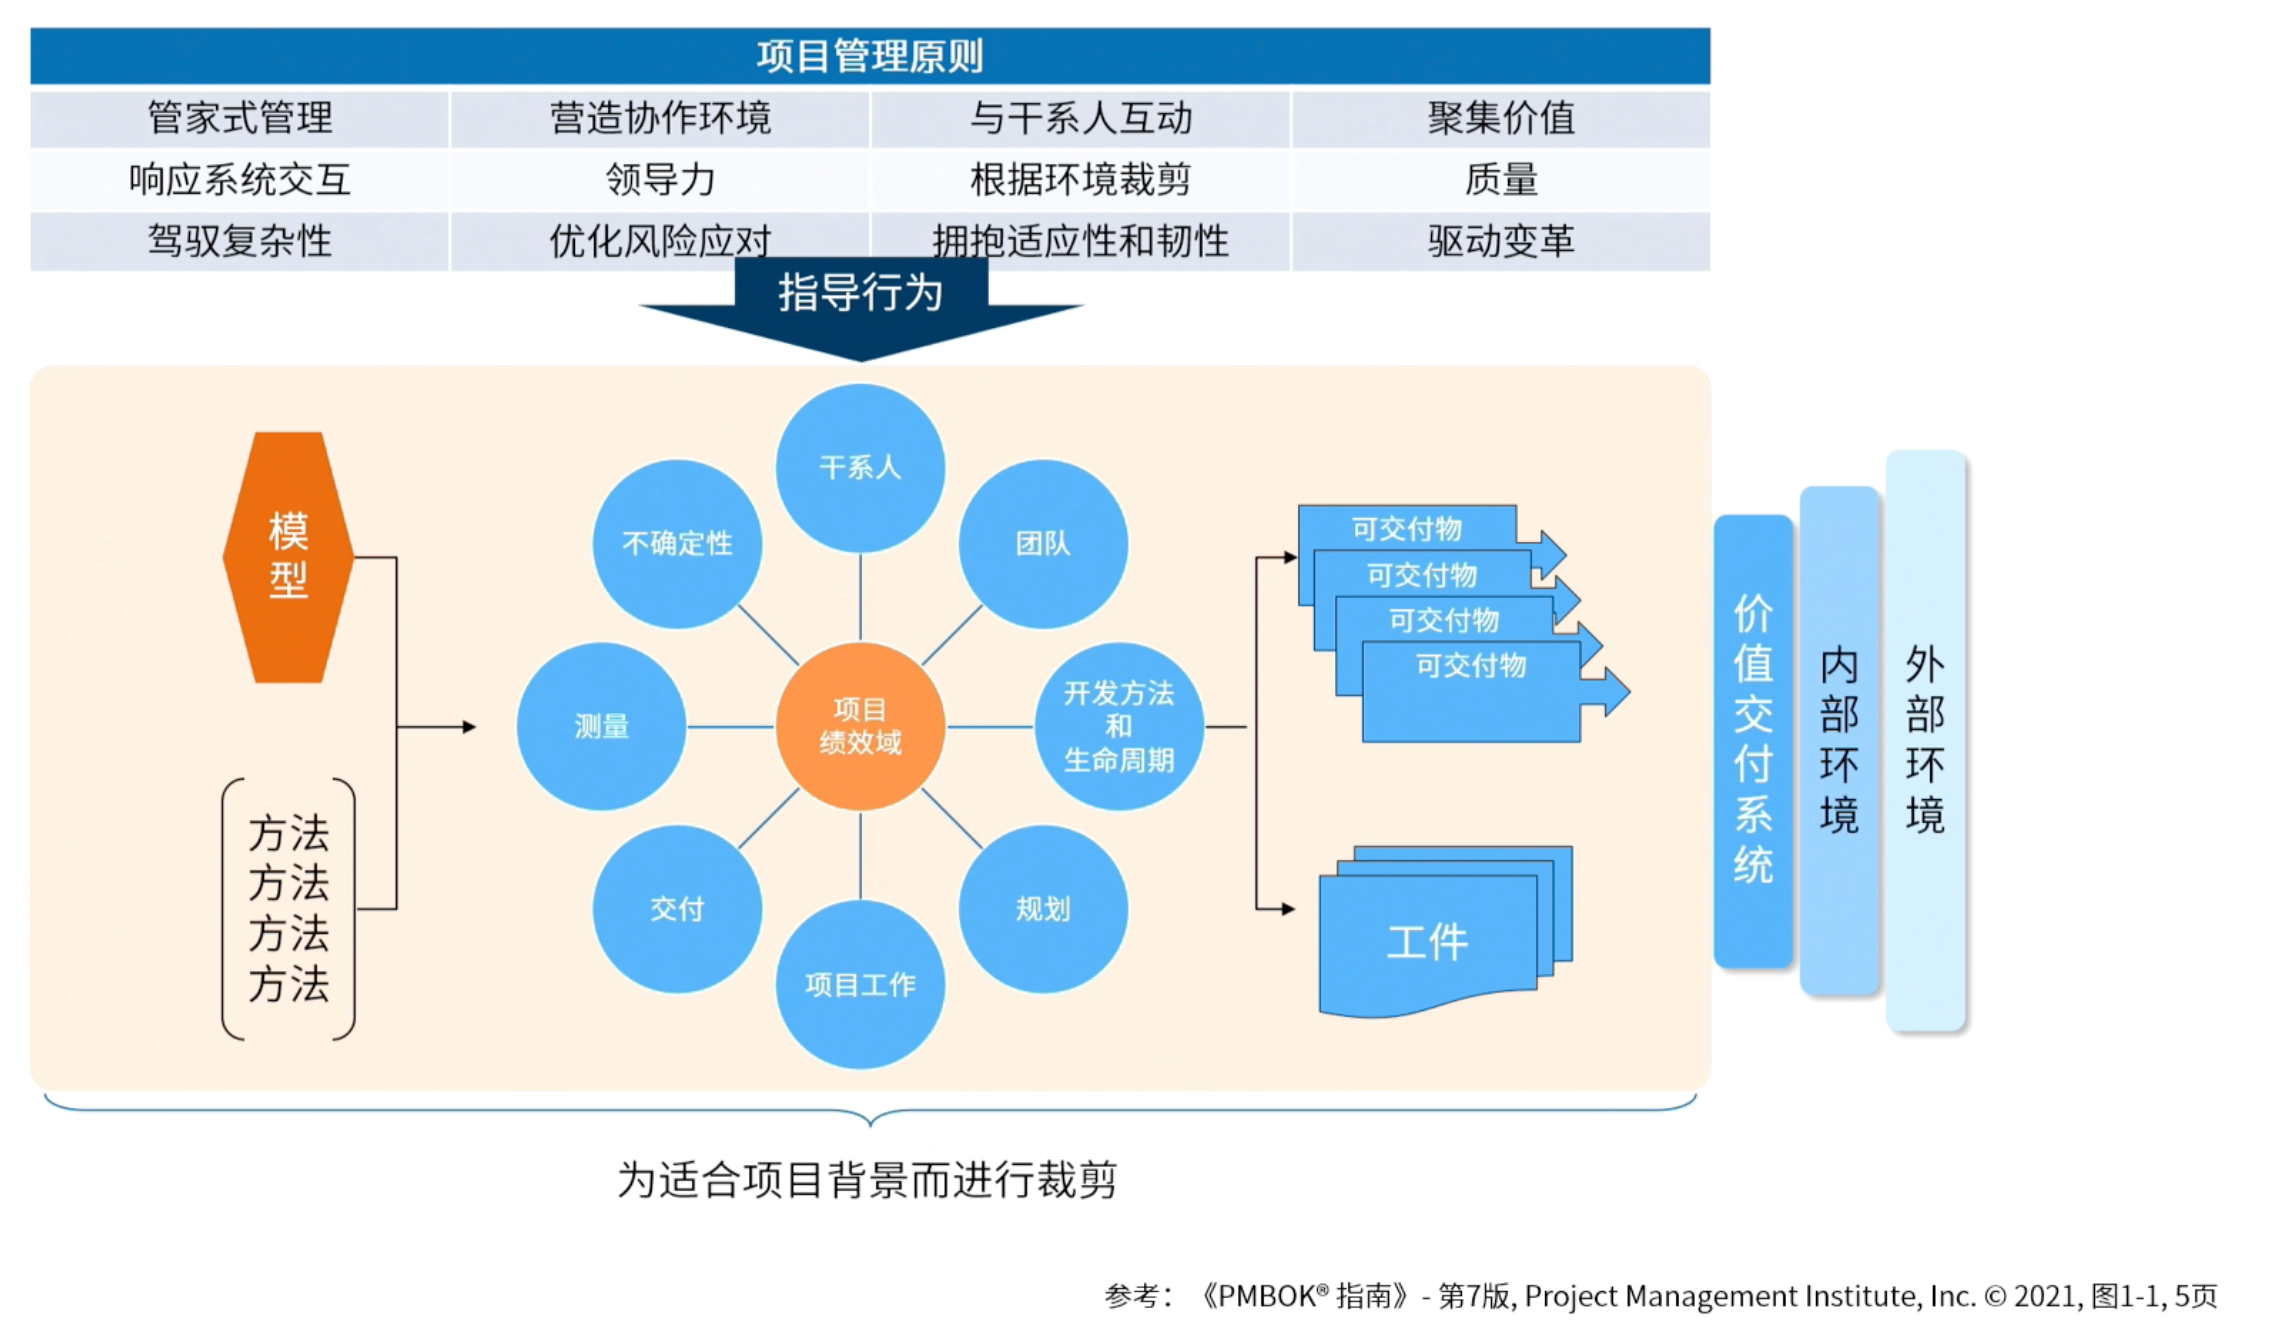 项目管理原则
管家式管理 营造协作环境 与干系人互动 聚集价值
响应系统交互 领导力 根据环境裁剪 质量
驾驭复杂性 优化风险应对 拥抱适应性和韧性 驱动变革
指导行为
模
型
方法
方法
方法
方法
干系人
团队
开发方法
和
生命周期
规划
项目工作
交付
测量
不确定性
项目
绩效域
可交付物
可交付物
可交付物
可交付物
工件
价值交付系统
内部环境
外部环境
为适合项目背景而进行裁剪
参考：《PMBOK® 指南》- 第7版, Project Management Institute, Inc. © 2021, 图1-1, 5页